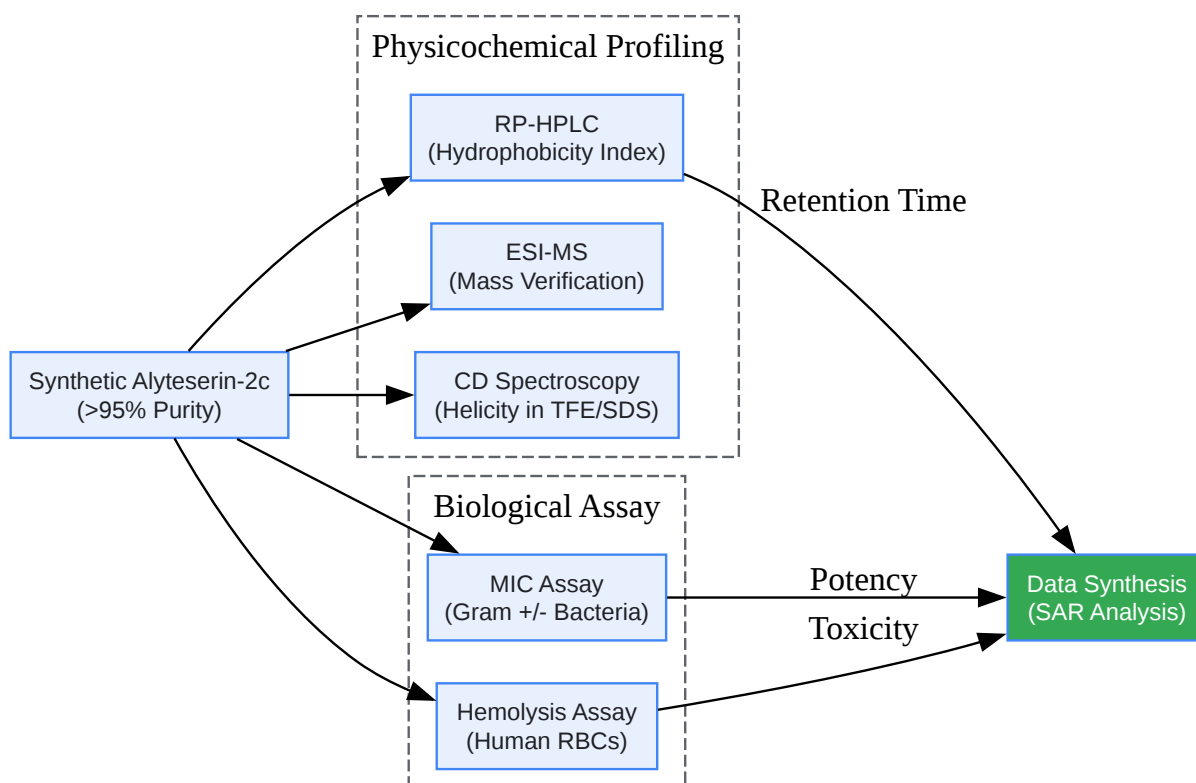 Physicochemical Profiling
RP-HPLC
(Hydrophobicity Index)
Retention Time
ESI-MS
(Mass Verification)
Synthetic Alyteserin-2c
(>95% Purity)
CD Spectroscopy
(Helicity in TFE/SDS)
Biological Assay
MIC Assay
(Gram +/- Bacteria)
Potency
Toxicity
Data Synthesis
(SAR Analysis)
Hemolysis Assay
(Human RBCs)